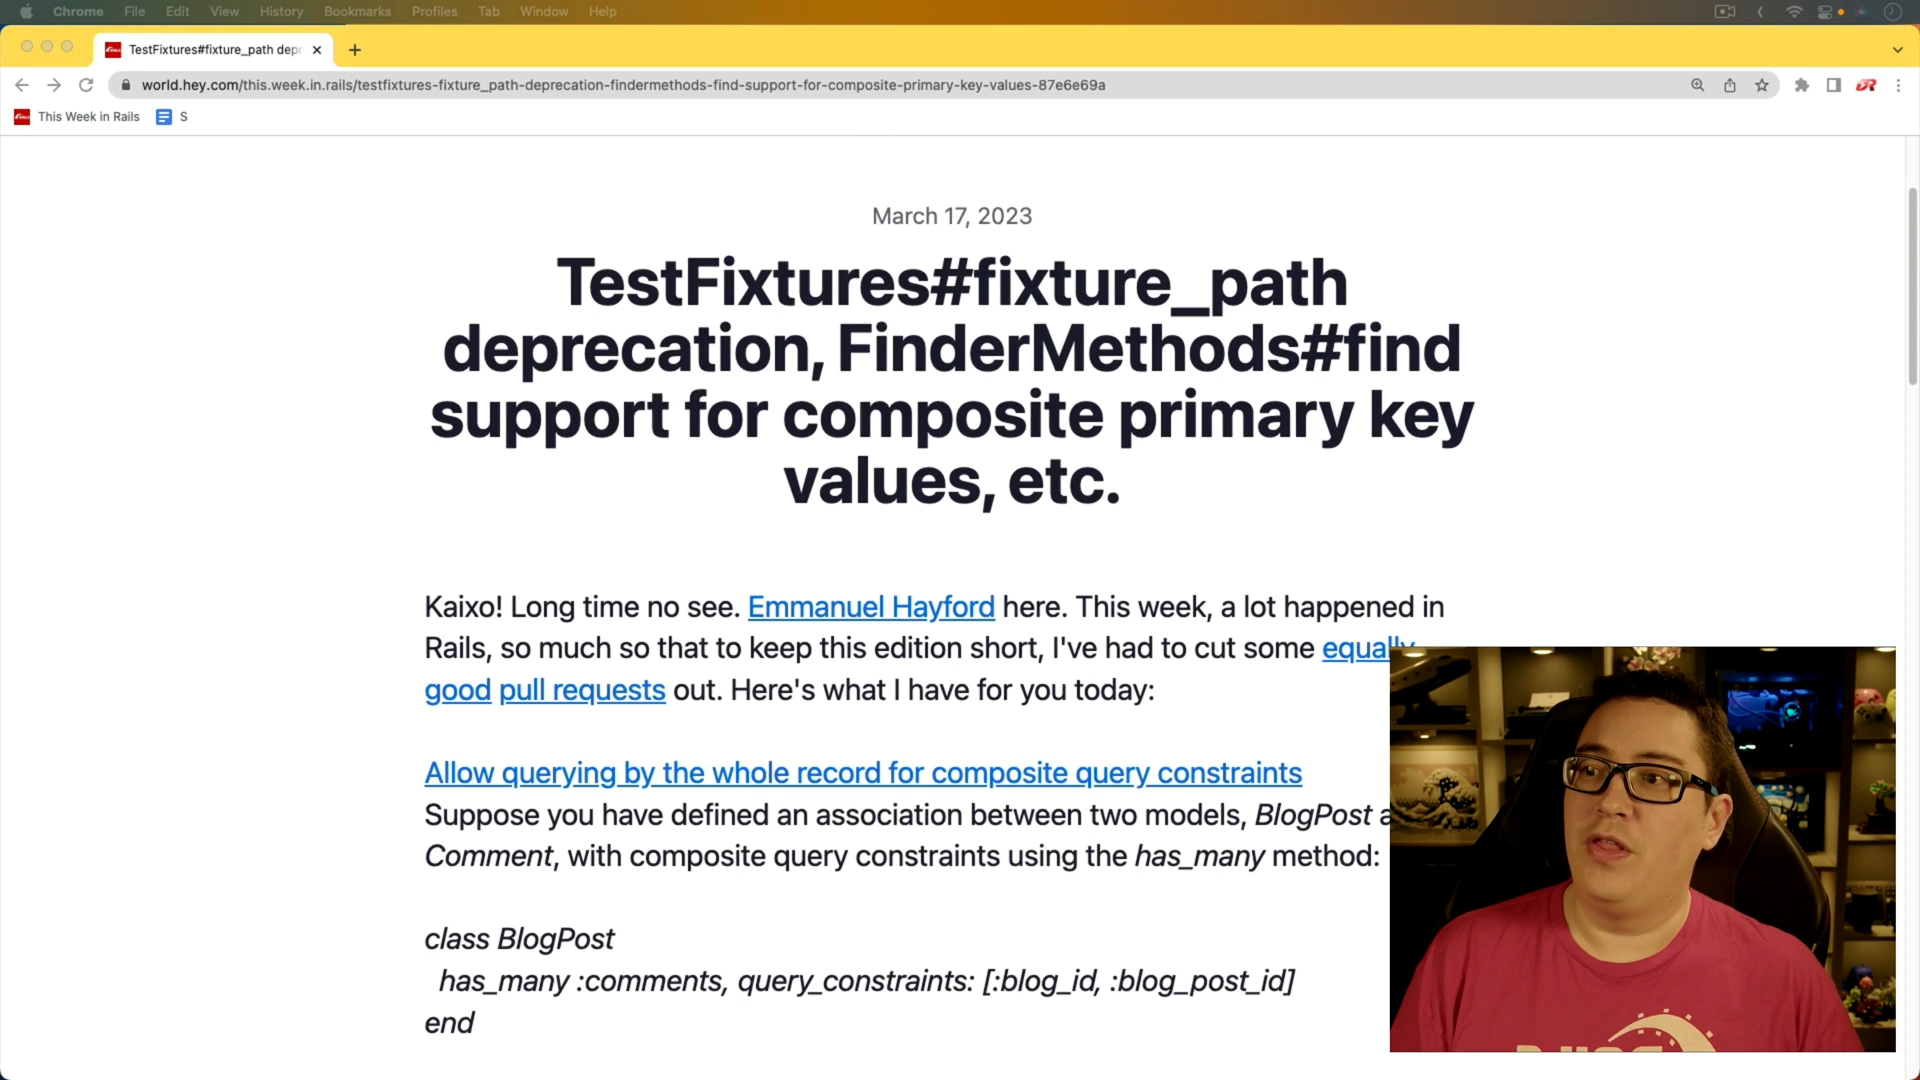 Chrome File Edit View History Bookmarks Profiles Tab Window Help
TestFixtures#fixture_path depr
world.hey.com/this.week.in.rails/testfixtures-fixture_path-deprecation-findermethods-find-support-for-composite-primary-key-values-87e6e69a
This Week in Rails S
March 17, 2023
TestFixtures#fixture_path
deprecation, FinderMethods#find
support for composite primary key
values, etc.
Kaixo! Long time no see. Emmanuel Hayford here. This week, a lot happened in
Rails, so much so that to keep this edition short, I've had to cut some equally
good pull requests out. Here's what I have for you today:
Allow querying by the whole record for composite query constraints
Suppose you have defined an association between two models, BlogPost a
Comment, with composite query constraints using the has_many method:
class BlogPost
has_many :comments, query_constraints: [:blog_id, :blog_post_id]
end